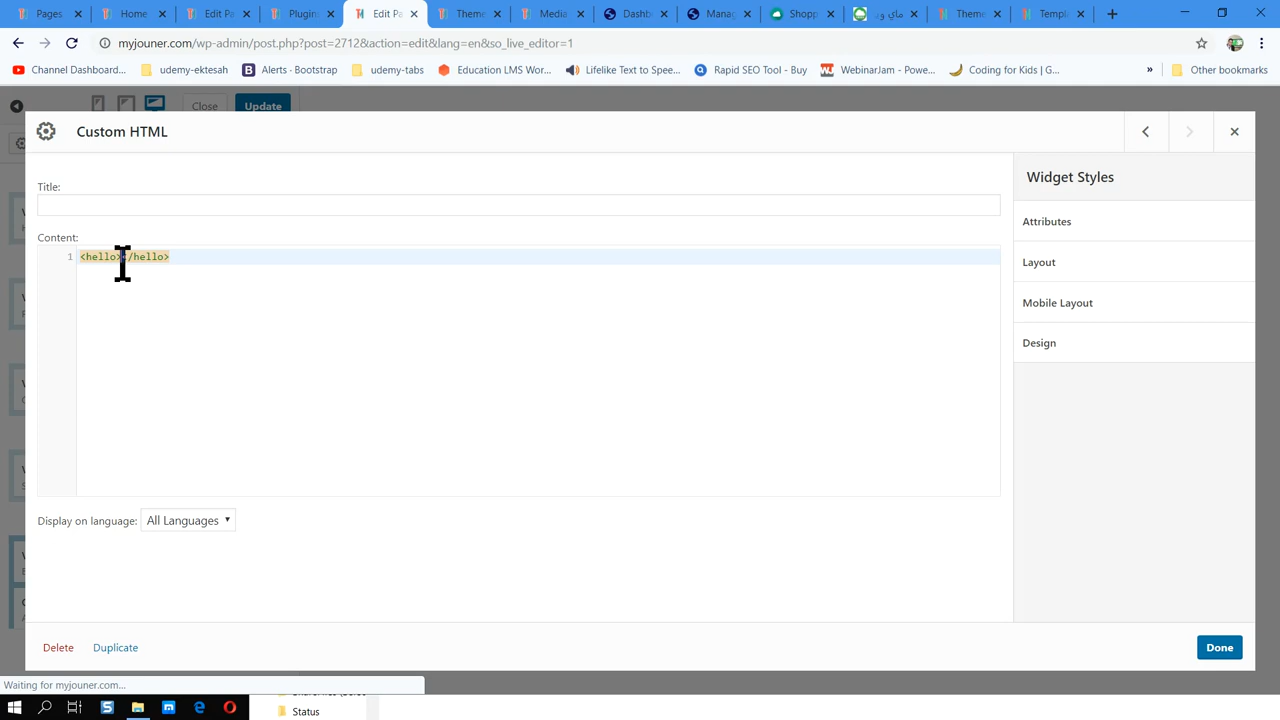 Pages
Home
Edit Pa
Plugins
Edit Pa
Theme
Media
Dashb
Manag
Shopp
ماي وب
Theme
Templ
myjouner.com/wp-admin/post.php?post=2712&action=edit&lang=en&so_live_editor=1
Channel Dashboard...
udemy-ektesah
Alerts · Bootstrap
udemy-tabs
Education LMS Wor...
Lifelike Text to Spee...
Rapid SEO Tool - Buy
WebinarJam - Powe...
Coding for Kids | G...
»
Other bookmarks
Close
Update
Custom HTML
Title:
Content:
1
<hello></hello>
Display on language:
All Languages
Widget Styles
Attributes
Layout
Mobile Layout
Design
Delete
Duplicate
Done
Waiting for myjouner.com...
Status